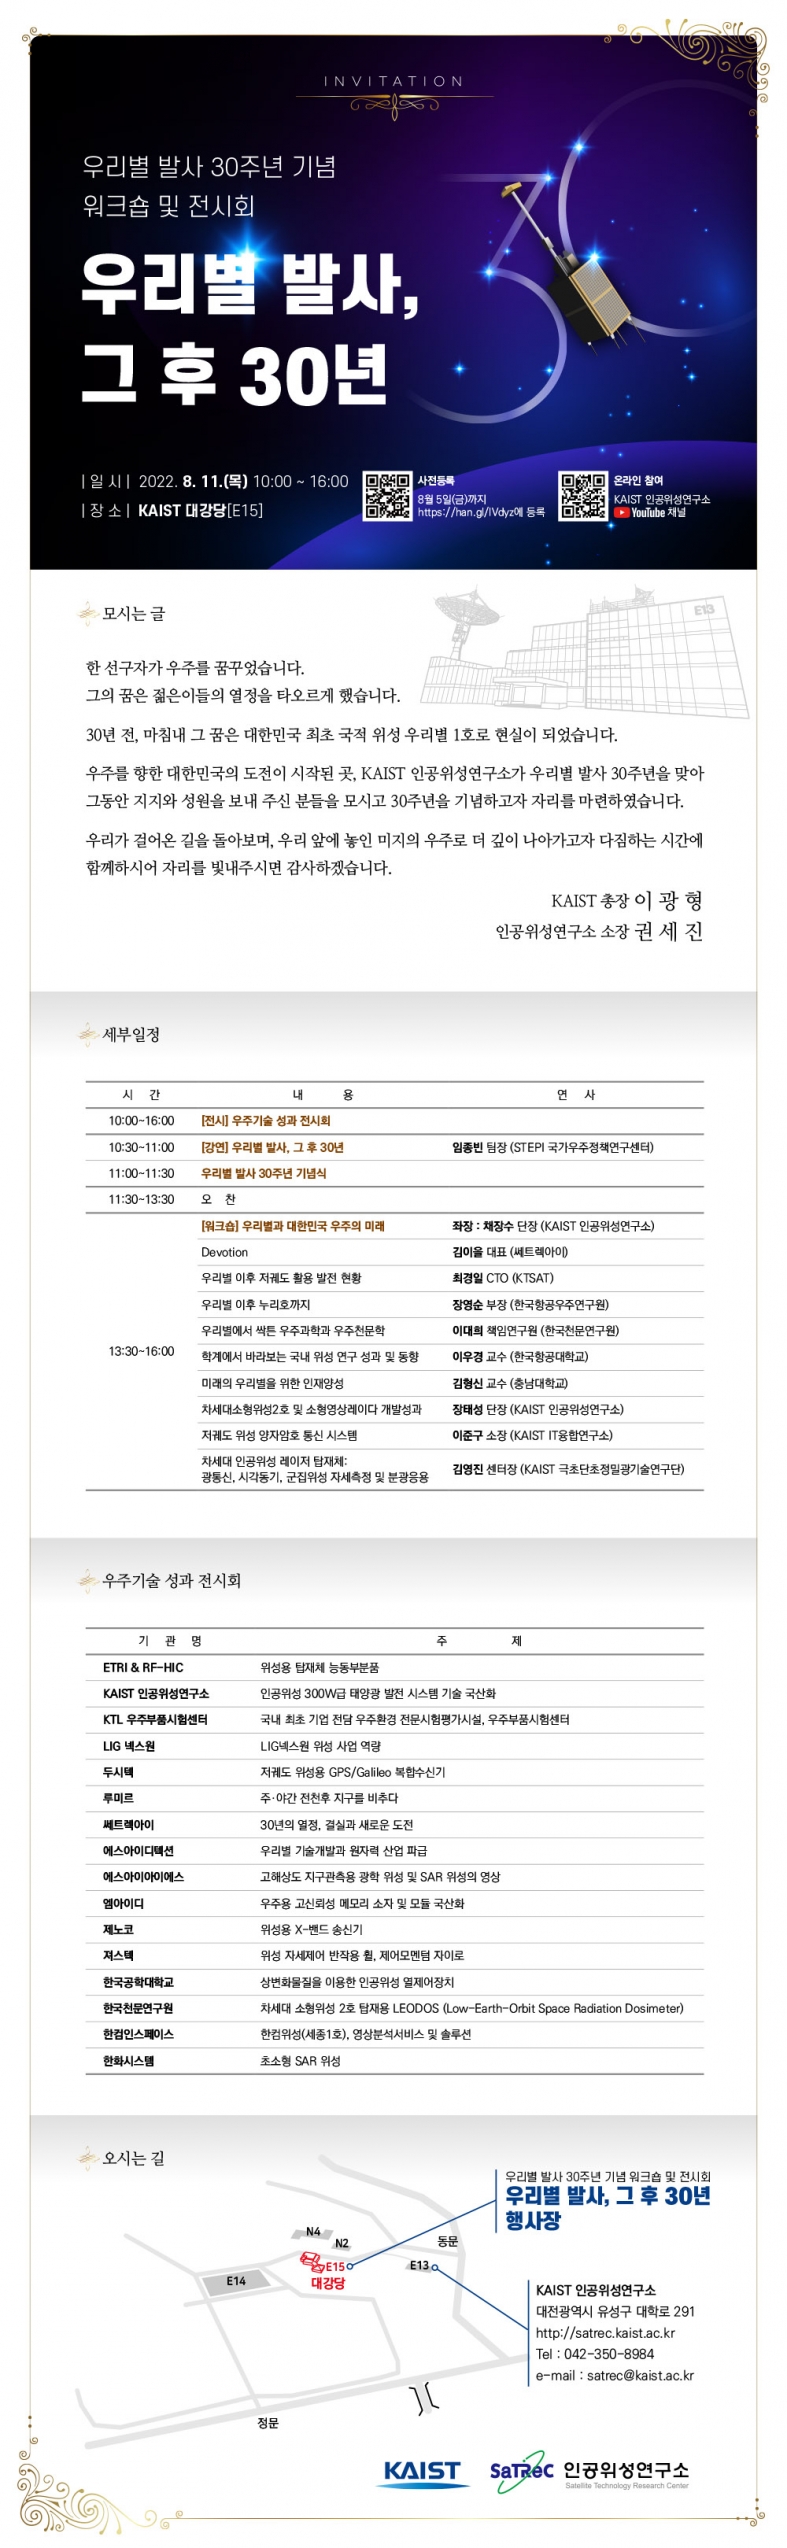 INVITATION
우리별 발사 30주년 기념
워크숍 및 전시회
우리별 발사,
그 후 30년
| 일 시 | 2022. 8. 11.(목) 10:00 ~ 16:00
| 장 소 | KAIST 대강당[E15]
사전등록
8월 5일(금)까지
https://han.gl/lVdyz에 등록
온라인 참여
KAIST 인공위성연구소
YouTube 채널
모시는 글
E13
한 선구자가 우주를 꿈꾸었습니다.
그의 꿈은 젊은이들의 열정을 타오르게 했습니다.
30년 전, 마침내 그 꿈은 대한민국 최초 국적 위성 우리별 1호로 현실이 되었습니다.
우주를 향한 대한민국의 도전이 시작된 곳, KAIST 인공위성연구소가 우리별 발사 30주년을 맞아
그동안 지지와 성원을 보내 주신 분들을 모시고 30주년을 기념하고자 자리를 마련하였습니다.
우리가 걸어온 길을 돌아보며, 우리 앞에 놓인 미지의 우주로 더 깊이 나아가고자 다짐하는 시간에
함께하시어 자리를 빛내주시면 감사하겠습니다.
KAIST 총장 이 광 형
인공위성연구소 소장 권 세 진
세부일정
시 간 내 용 연 사
10:00~16:00 [전시] 우주기술 성과 전시회
10:30~11:00 [강연] 우리별 발사, 그 후 30년 임종빈 팀장 (STEPI 국가우주정책연구센터)
11:00~11:30 우리별 발사 30주년 기념식
11:30~13:30 오 찬
13:30~16:00
[워크숍] 우리별과 대한민국 우주의 미래 좌장 : 채장수 단장 (KAIST 인공위성연구소)
Devotion 김이을 대표 (쎄트렉아이)
우리별 이후 저궤도 활용 발전 현황 최경일 CTO (KTSAT)
우리별 이후 누리호까지 장영순 부장 (한국항공우주연구원)
우리별에서 싹튼 우주과학과 우주천문학 이대희 책임연구원 (한국천문연구원)
학계에서 바라보는 국내 위성 연구 성과 및 동향 이우경 교수 (한국항공대학교)
미래의 우리별을 위한 인재양성 김형신 교수 (충남대학교)
차세대소형위성2호 및 소형영상레이다 개발성과 장태성 단장 (KAIST 인공위성연구소)
저궤도 위성 양자암호 통신 시스템 이준구 소장 (KAIST IT융합연구소)
차세대 인공위성 레이저 탑재체:
광통신, 시각동기, 군집위성 자세측정 및 분광응용 김영진 센터장 (KAIST 극초단초정밀광기술연구단)
우주기술 성과 전시회
기 관 명 주 제
ETRI & RF-HIC 위성용 탑재체 능동부분품
KAIST 인공위성연구소 인공위성 300W급 태양광 발전 시스템 기술 국산화
KTL 우주부품시험센터 국내 최초 기업 전담 우주환경 전문시험평가시설, 우주부품시험센터
LIG 넥스원 LIG넥스원 위성 사업 역량
두시텍 저궤도 위성용 GPS/Galileo 복합수신기
루미르 주·야간 전천후 지구를 비추다
쎄트렉아이 30년의 열정, 결실과 새로운 도전
에스아이디텍션 우리별 기술개발과 원자력 산업 파급
에스아이아이에스 고해상도 지구관측용 광학 위성 및 SAR 위성의 영상
엠아이디 우주용 고신뢰성 메모리 소자 및 모듈 국산화
제노코 위성용 X-밴드 송신기
져스텍 위성 자세제어 반작용 휠, 제어모멘텀 자이로
한국공학대학교 상변화물질을 이용한 인공위성 열제어장치
한국천문연구원 차세대 소형위성 2호 탑재용 LEODOS (Low-Earth-Orbit Space Radiation Dosimeter)
한컴인스페이스 한컴위성(세종1호), 영상분석서비스 및 솔루션
한화시스템 초소형 SAR 위성
오시는 길
우리별 발사 30주년 기념 워크숍 및 전시회
우리별 발사, 그 후 30년
행사장
N4
N2
동문
E15
대강당
E13
E14
KAIST 인공위성연구소
대전광역시 유성구 대학로 291
http://satrec.kaist.ac.kr
Tel : 042-350-8984
e-mail : satrec@kaist.ac.kr
정문
KAIST
SaTReC 인공위성연구소
Satellite Technology Research Center